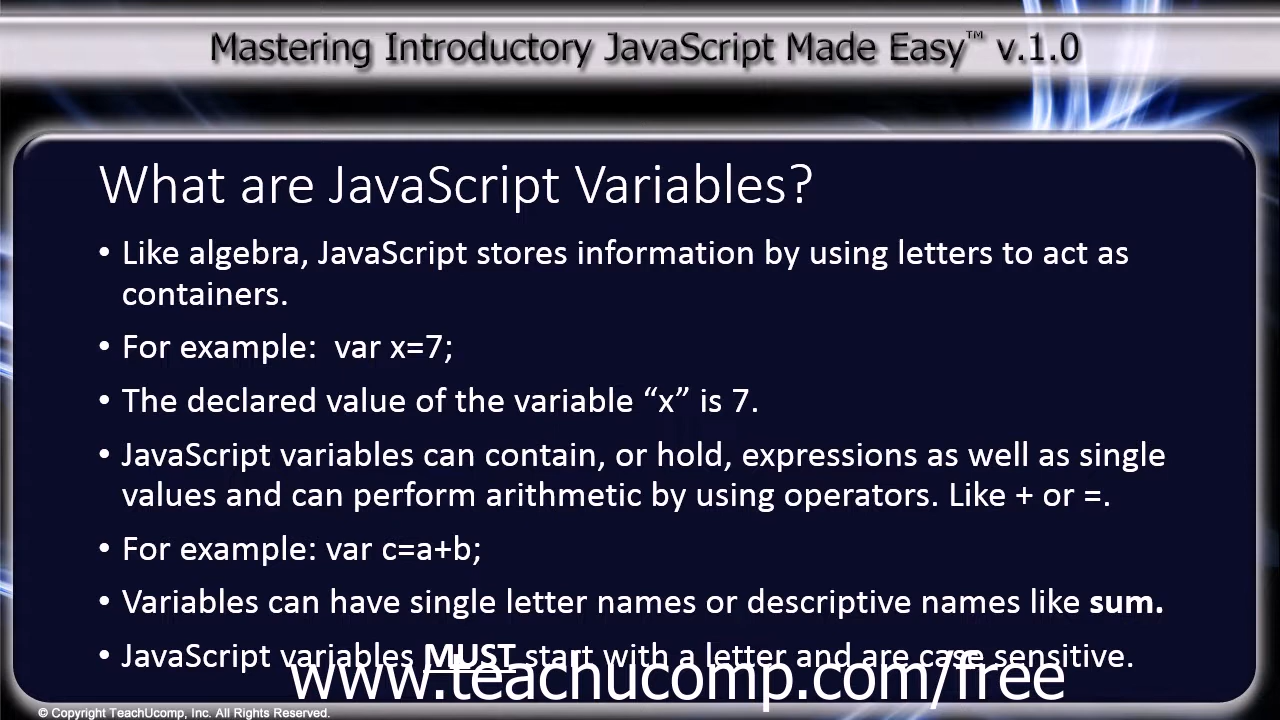 Mastering Introductory JavaScript Made Easy™ v.1.0
What are JavaScript Variables?
• Like algebra, JavaScript stores information by using letters to act as
containers.
• For example:  var x=7;
• The declared value of the variable “x” is 7.
• JavaScript variables can contain, or hold, expressions as well as single
values and can perform arithmetic by using operators. Like + or =.
• For example: var c=a+b;
• Variables can have single letter names or descriptive names like sum.
• JavaScript variables MUST start with a letter and are case sensitive.
www.teachucomp.com/free
© Copyright TeachUcomp, Inc. All Rights Reserved.